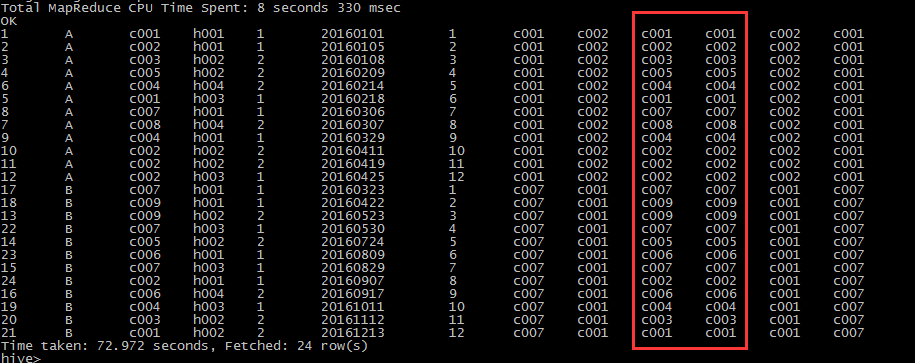 Total MapReduce CPU Time Spent: 8 seconds 330 msec
OK
1 A c001 h001 1 20160101 1 c001 c002 c001 c001 c002 c001
2 A c002 h001 1 20160105 2 c001 c002 c002 c002 c002 c001
3 A c003 h002 2 20160108 3 c001 c002 c003 c003 c002 c001
4 A c005 h002 2 20160209 4 c001 c002 c005 c005 c002 c001
6 A c004 h004 2 20160214 5 c001 c002 c004 c004 c002 c001
5 A c001 h003 1 20160218 6 c001 c002 c001 c001 c002 c001
8 A c007 h001 1 20160306 7 c001 c002 c007 c007 c002 c001
7 A c008 h004 2 20160307 8 c001 c002 c008 c008 c002 c001
9 A c004 h001 1 20160329 9 c001 c002 c004 c004 c002 c001
10 A c002 h002 2 20160411 10 c001 c002 c002 c002 c002 c001
11 A c002 h002 2 20160419 11 c001 c002 c002 c002 c002 c001
12 A c002 h003 1 20160425 12 c001 c002 c002 c002 c002 c001
17 B c007 h001 1 20160323 1 c007 c001 c007 c007 c001 c007
18 B c009 h001 1 20160422 2 c007 c001 c009 c009 c001 c007
13 B c009 h002 2 20160523 3 c007 c001 c009 c009 c001 c007
22 B c007 h003 1 20160530 4 c007 c001 c007 c007 c001 c007
14 B c005 h002 2 20160724 5 c007 c001 c005 c005 c001 c007
23 B c006 h003 1 20160809 6 c007 c001 c006 c006 c001 c007
15 B c007 h003 1 20160829 7 c007 c001 c007 c007 c001 c007
24 B c002 h001 1 20160907 8 c007 c001 c002 c002 c001 c007
16 B c006 h004 2 20160917 9 c007 c001 c006 c006 c001 c007
19 B c004 h003 1 20161011 10 c007 c001 c004 c004 c001 c007
20 B c003 h003 2 20161112 11 c007 c001 c003 c003 c001 c007
21 B c001 h002 2 20161213 12 c007 c001 c001 c001 c001 c007
Time taken: 72.972 seconds, Fetched: 24 row(s)
hive>